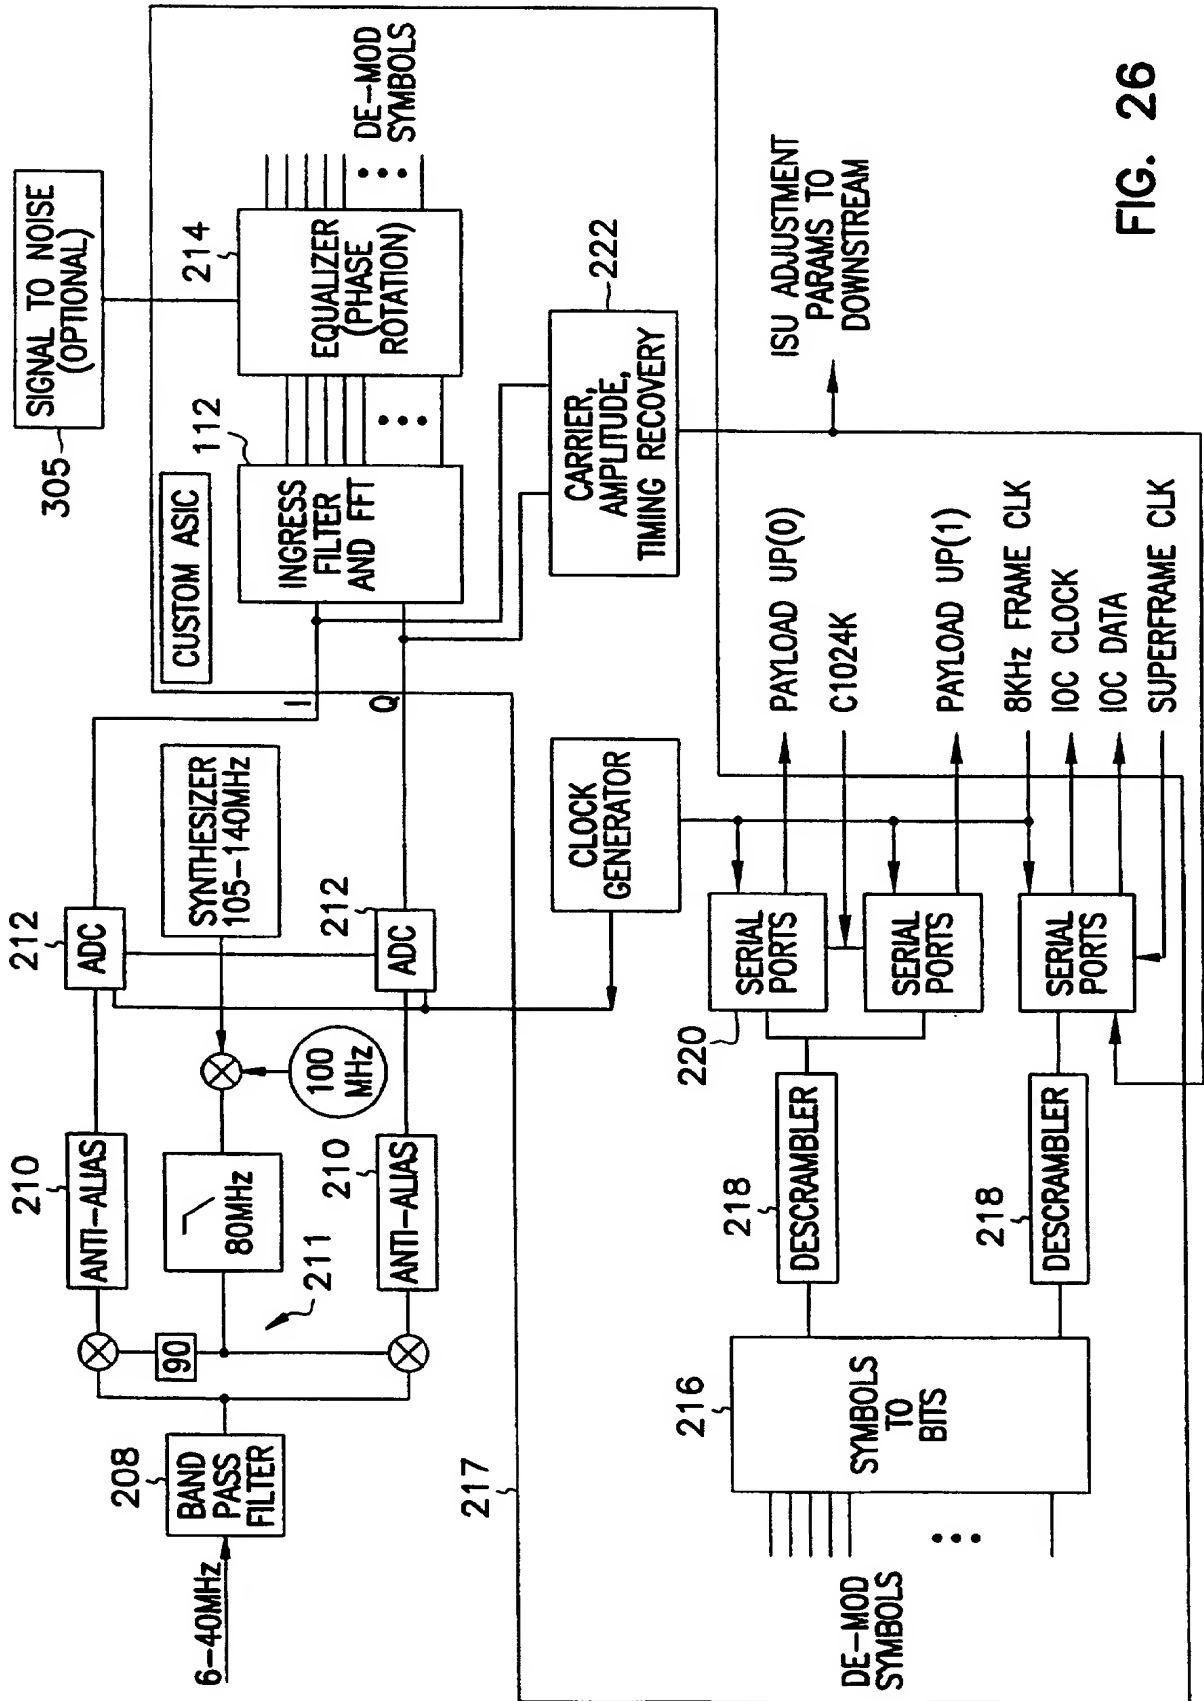 6-40MHz
208
BAND
PASS
FILTER
90
211
210
ANTI-ALIAS
80MHz
210
ANTI-ALIAS
100
MHz
212
ADC
SYNTHESIZER
105-140MHz
212
ADC
I
Q
305
SIGNAL TO NOISE
(OPTIONAL)
CUSTOM ASIC
112
INGRESS
FILTER
AND FFT
214
EQUALIZER
(PHASE
ROTATION)
DE-MOD
SYMBOLS
222
CARRIER,
AMPLITUDE,
TIMING RECOVERY
ISU ADJUSTMENT
PARAMS TO
DOWNSTREAM
217
CLOCK
GENERATOR
DE-MOD
SYMBOLS
216
SYMBOLS
TO
BITS
218
DESCRAMBLER
218
DESCRAMBLER
220
SERIAL
PORTS
SERIAL
PORTS
SERIAL
PORTS
PAYLOAD UP(0)
C1024K
PAYLOAD UP(1)
8KHz FRAME CLK
IOC CLOCK
IOC DATA
SUPERFRAME CLK
FIG. 26